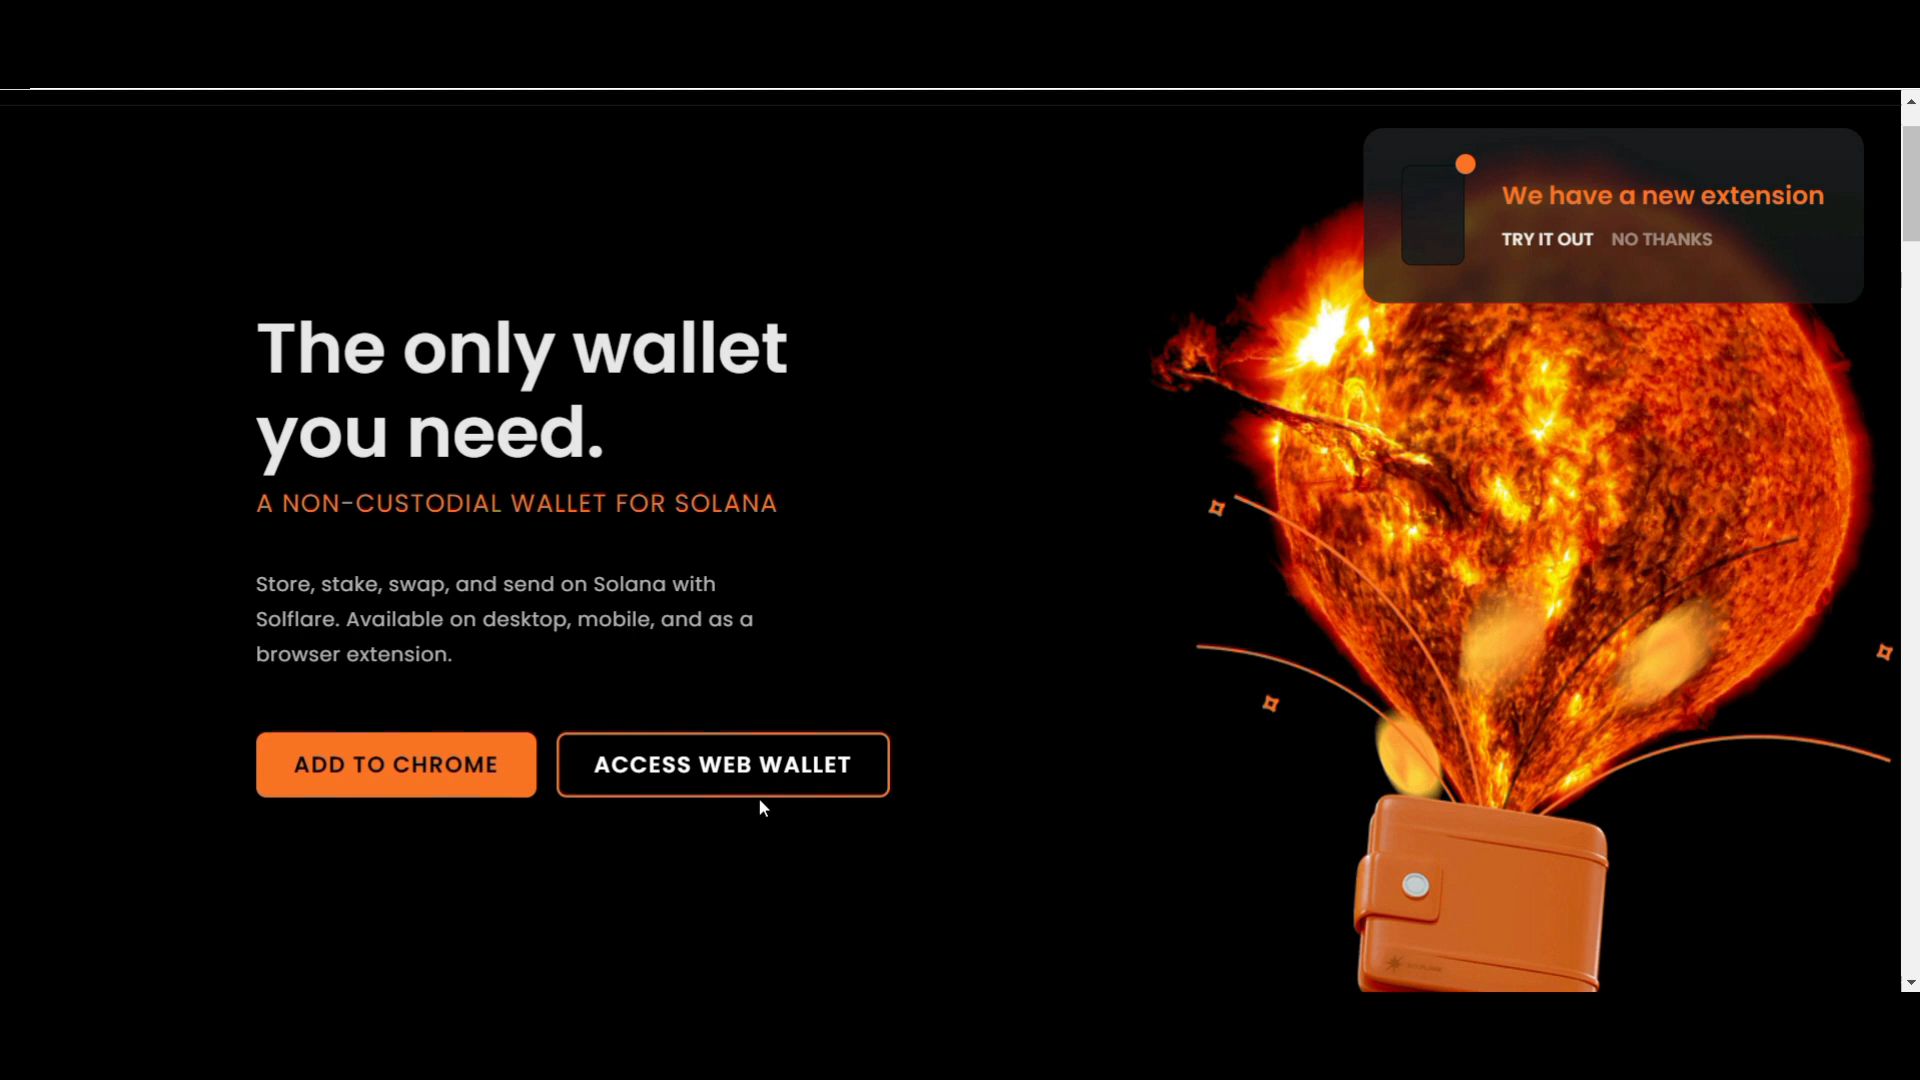 We have a new extension
TRY IT OUT NO THANKS
The only wallet
you need.
A NON-CUSTODIAL WALLET FOR SOLANA
Store, stake, swap, and send on Solana with
Solflare. Available on desktop, mobile, and as a
browser extension.
ADD TO CHROME ACCESS WEB WALLET